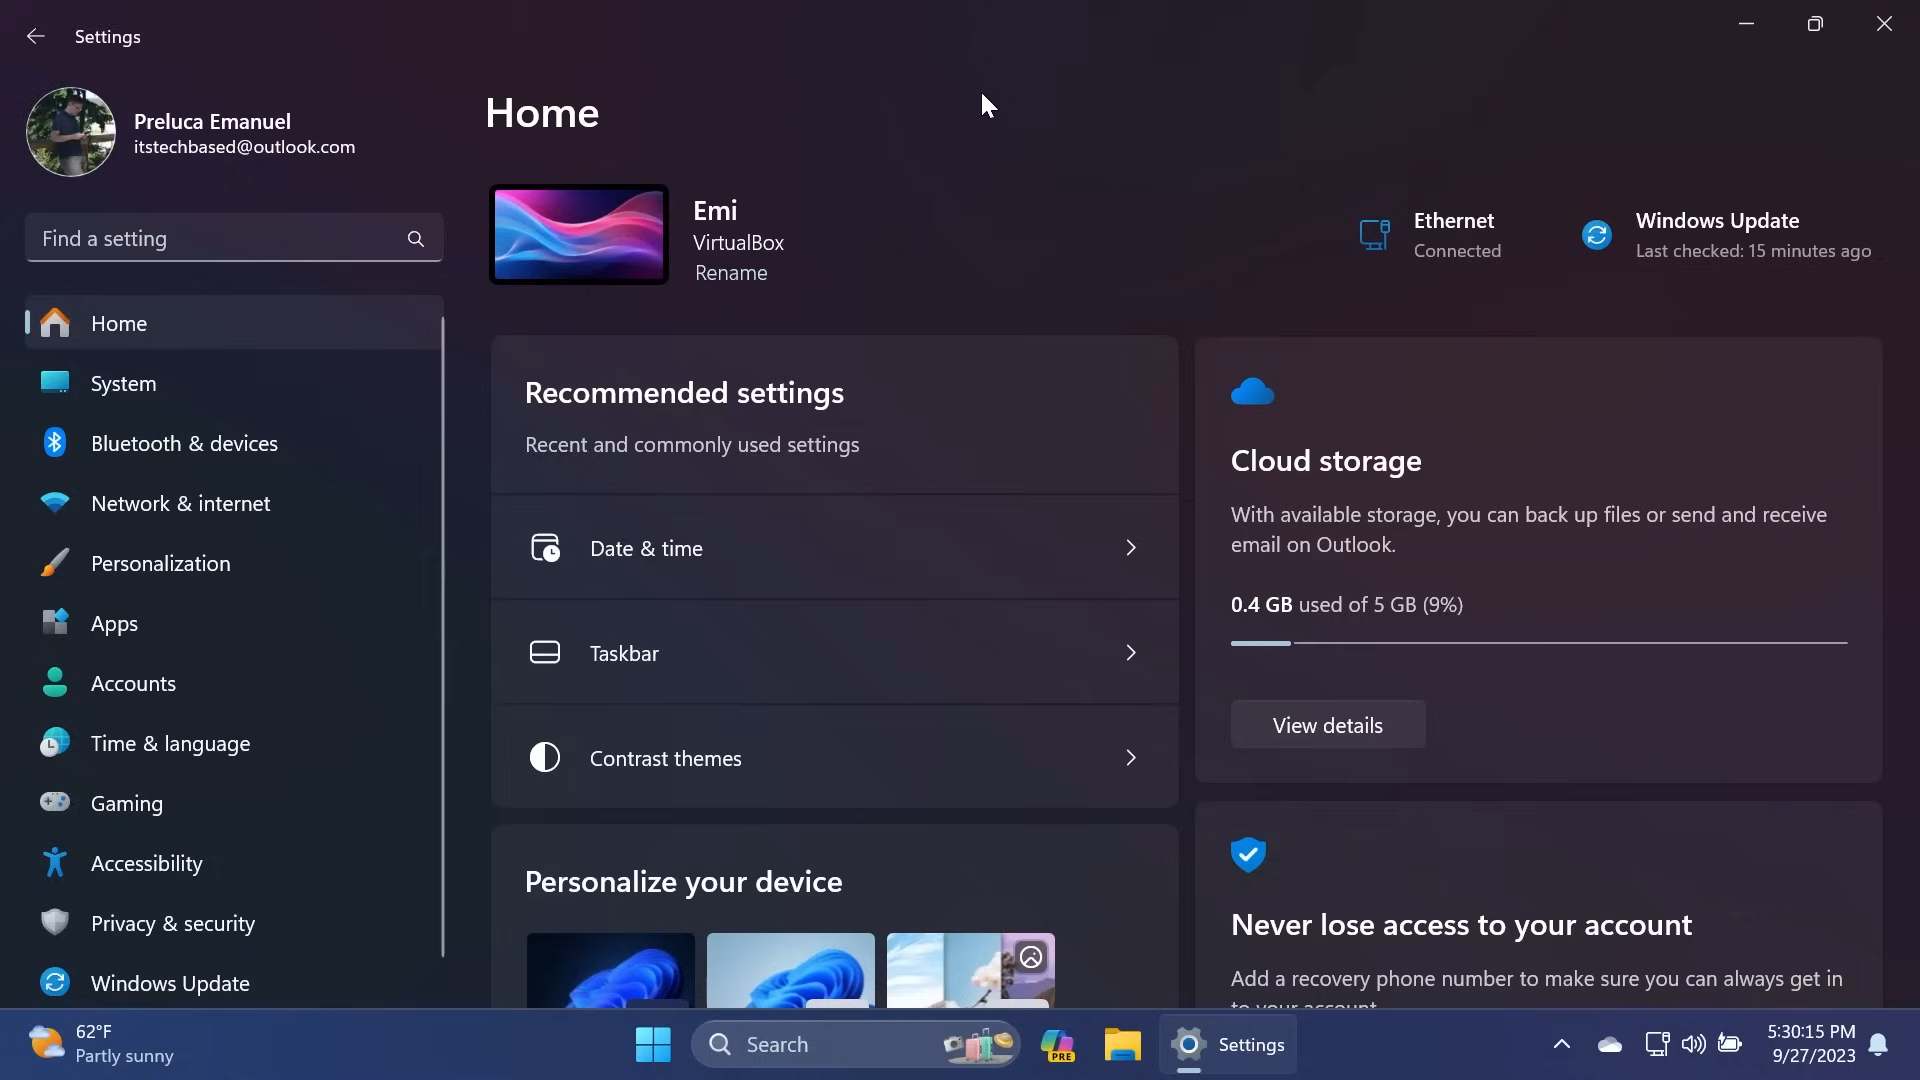 Settings
Preluca Emanuel
itstechbased@outlook.com
Find a setting
Home
System
Bluetooth & devices
Network & internet
Personalization
Apps
Accounts
Time & language
Gaming
Accessibility
Privacy & security
Windows Update
Home
Emi
VirtualBox
Rename
Ethernet
Connected
Windows Update
Last checked: 15 minutes ago
Recommended settings
Recent and commonly used settings
Date & time
Taskbar
Contrast themes
Personalize your device
Cloud storage
With available storage, you can back up files or send and receive
email on Outlook.
0.4 GB used of 5 GB (9%)
View details
Never lose access to your account
Add a recovery phone number to make sure you can always get in
to your account.
62°F
Partly sunny
Search
PRE
Settings
5:30:15 PM
9/27/2023